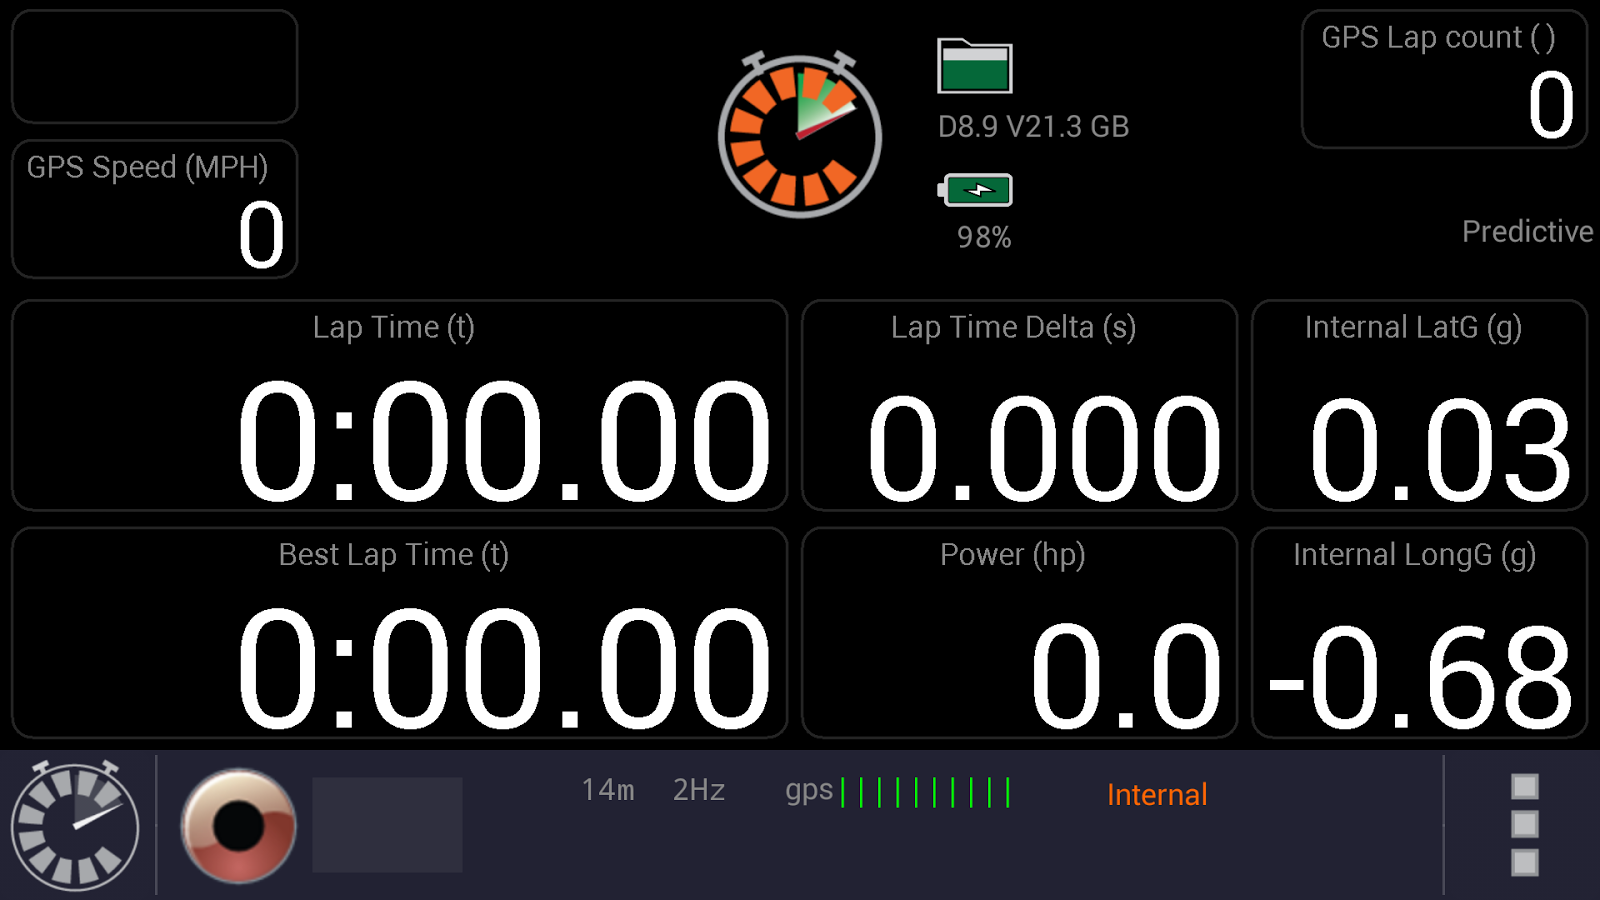 GPS Lap count ( )
0
GPS Speed (MPH)
0
D8.9 V21.3 GB
98%
Predictive
Lap Time (t)
0:00.00
Lap Time Delta (s)
0.000
Internal LatG (g)
0.03
Best Lap Time (t)
0:00.00
Power (hp)
0.0
Internal LongG (g)
-0.68
14m 2Hz gps Internal